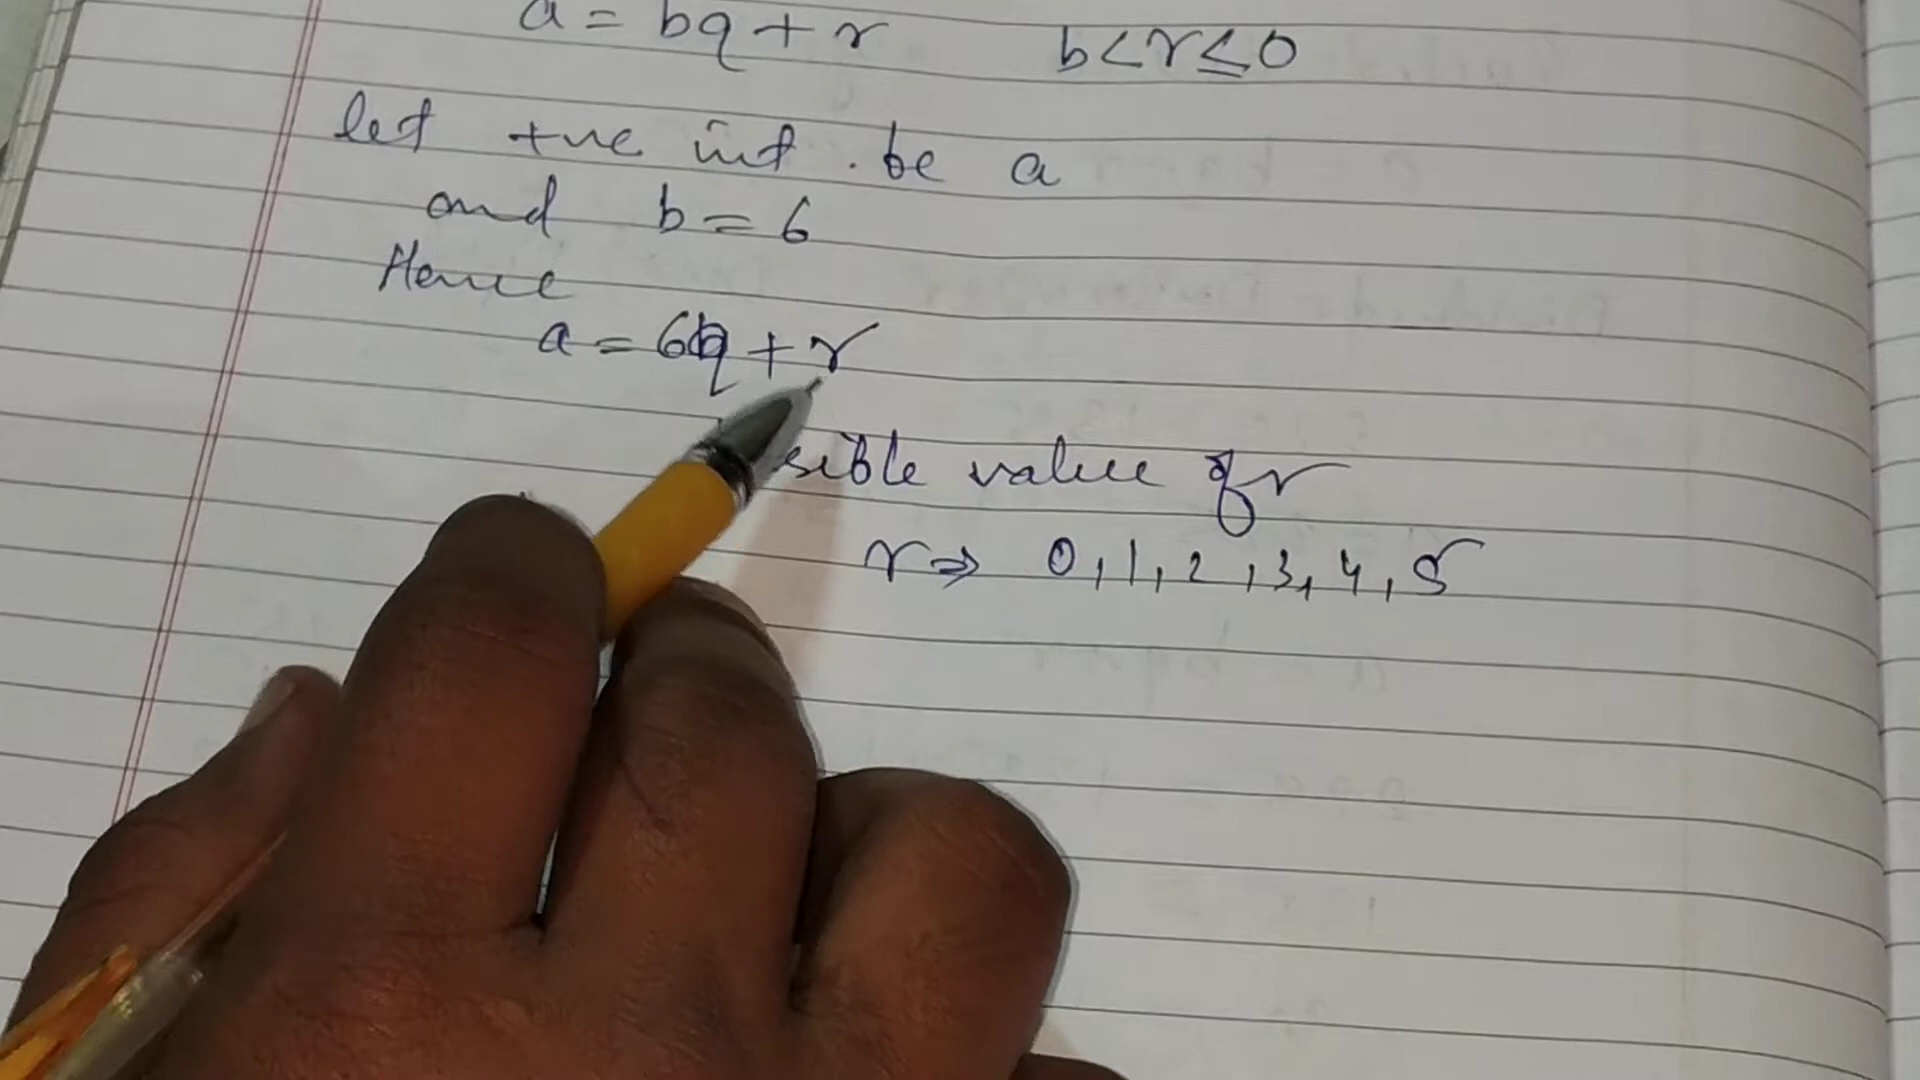 a = bq + r b < r ≤ 0
let +ve int. be a
and b = 6
Hence
a = 6q + r
sible value of r
r ⇒ 0, 1, 2, 3, 4, 5